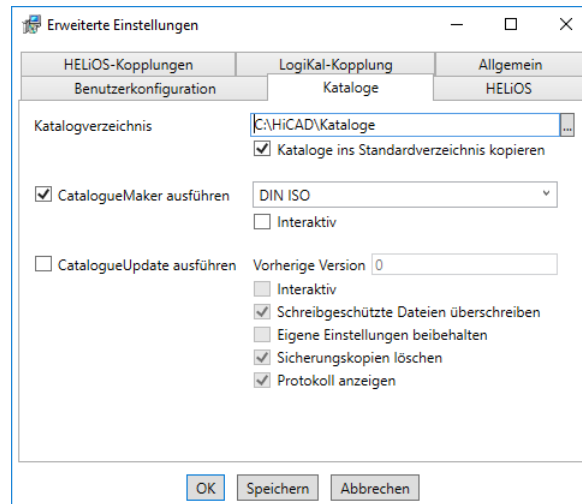 Erweiterte Einstellungen
HELiOS-Kopplungen LogiKal-Kopplung Allgemein
Benutzerkonfiguration Kataloge HELiOS
Katalogverzeichnis C:\HiCAD\Kataloge ...
Kataloge ins Standardverzeichnis kopieren
CatalogueMaker ausführen DIN ISO
Interaktiv
CatalogueUpdate ausführen Vorherige Version 0
Interaktiv
Schreibgeschützte Dateien überschreiben
Eigene Einstellungen beibehalten
Sicherungskopien löschen
Protokoll anzeigen
OK Speichern Abbrechen